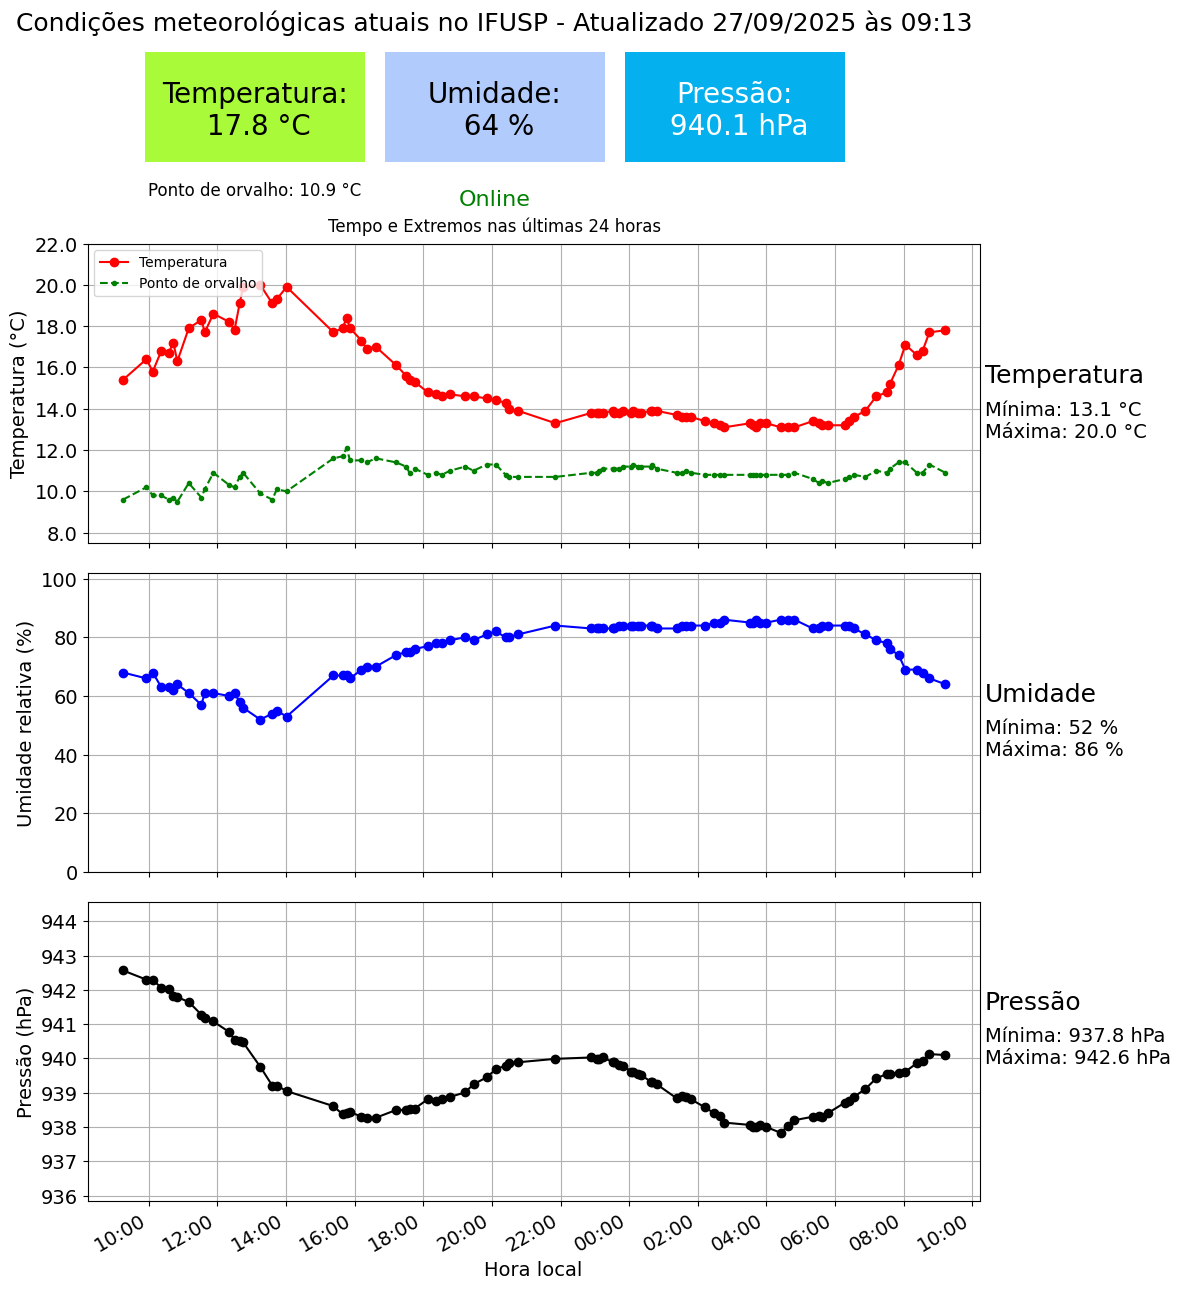 Condições meteorológicas atuais no IFUSP - Atualizado 27/09/2025 às 09:13
Temperatura:
17.8 °C
Umidade:
64 %
Pressão:
940.1 hPa
Ponto de orvalho: 10.9 °C
Online
Tempo e Extremos nas últimas 24 horas
Temperatura
Ponto de orvalho
Temperatura (°C)
22.0
20.0
18.0
16.0
14.0
12.0
10.0
8.0
Temperatura
Mínima: 13.1 °C
Máxima: 20.0 °C
Umidade relativa (%)
100
80
60
40
20
0
Umidade
Mínima: 52 %
Máxima: 86 %
Pressão (hPa)
944
943
942
941
940
939
938
937
936
Pressão
Mínima: 937.8 hPa
Máxima: 942.6 hPa
10:00
12:00
14:00
16:00
18:00
20:00
22:00
00:00
02:00
04:00
06:00
08:00
10:00
Hora local